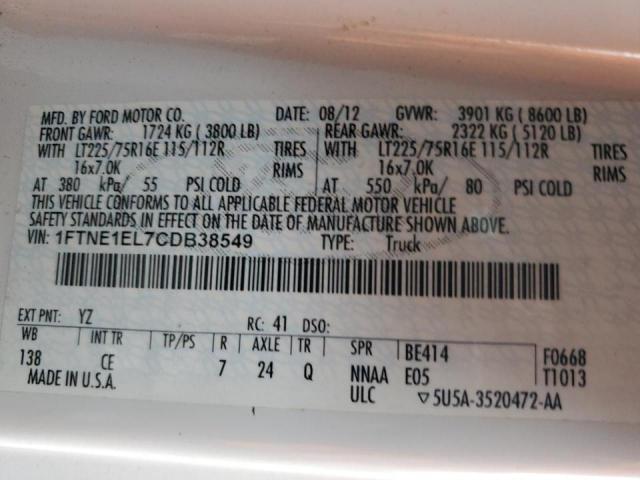 MFD. BY FORD MOTOR CO. DATE: 08/12 GVWR: 3901 KG ( 8600 LB)
FRONT GAWR: 1724 KG ( 3800 LB) REAR GAWR: 2322 KG ( 5120 LB)
WITH LT225/75R16E 115/112R TIRES WITH LT225/75R16E 115/112R TIRES
16x7.0K RIMS 16x7.0K RIMS
AT 380 kPa/ 55 PSI COLD AT 550 kPa/ 80 PSI COLD
THIS VEHICLE CONFORMS TO ALL APPLICABLE FEDERAL MOTOR VEHICLE
SAFETY STANDARDS IN EFFECT ON THE DATE OF MANUFACTURE SHOWN ABOVE.
VIN: 1FTNE1EL7CDB38549 TYPE: Truck
EXT PNT: YZ RC: 41 DSO:
WB INT TR TP/PS R AXLE TR SPR BE414 F0668
138 CE 7 24 Q NNAA E05 T1013
MADE IN U.S.A. ULC ▽5U5A-3520472-AA